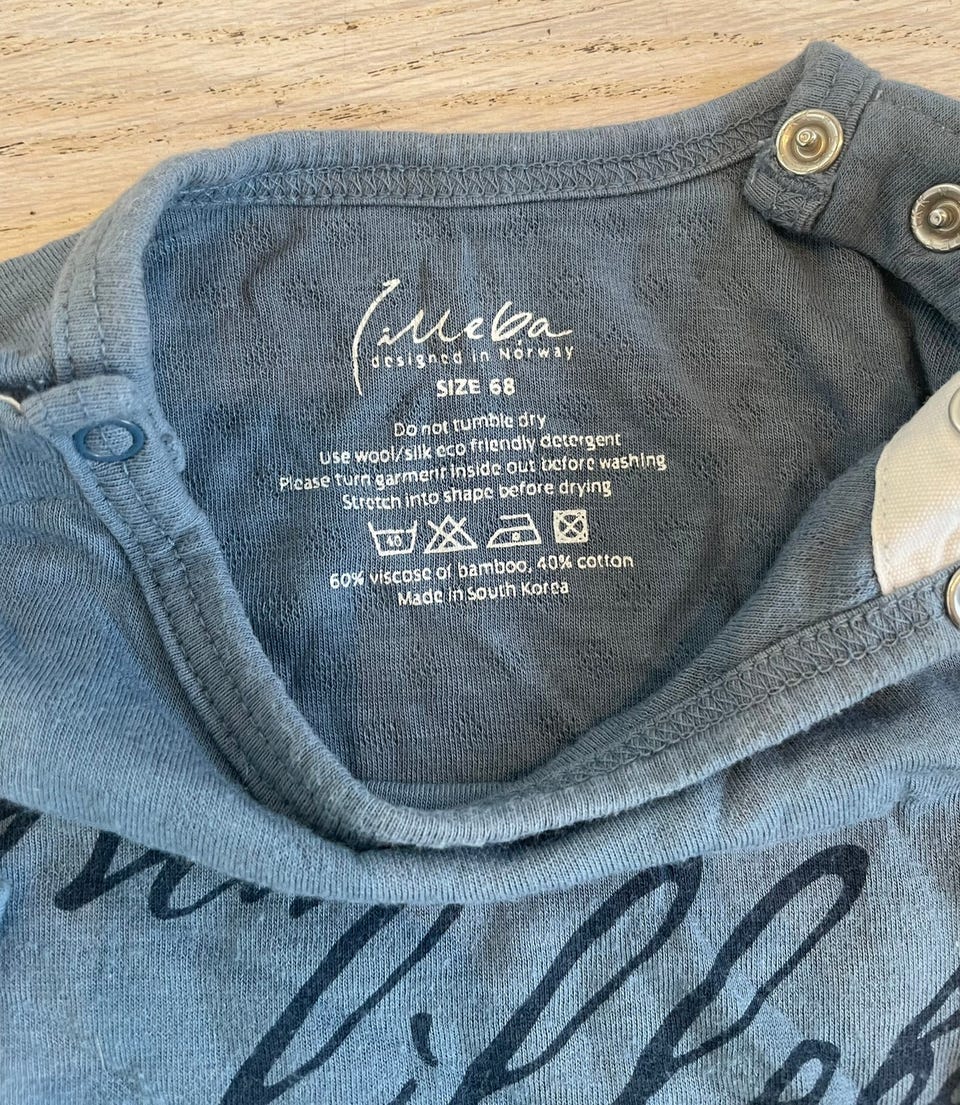 Lilleba
designed in Norway
SIZE 68
Do not tumble dry
Use wool/silk eco friendly detergent
Please turn garment inside out before washing
Stretch into shape before drying
40
60% viscose of bamboo, 40% cotton
Made in South Korea